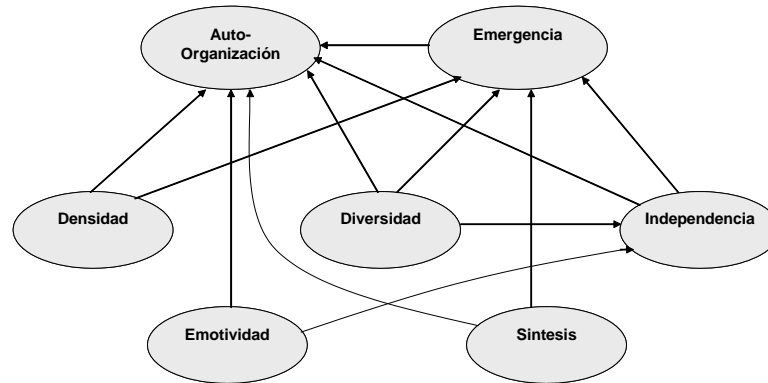 Auto-
Organización
Emergencia
Densidad
Diversidad
Independencia
Emotividad
Sintesis